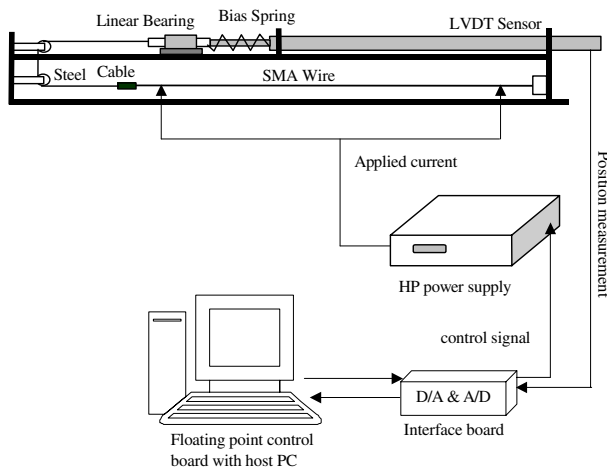 Linear Bearing
Bias Spring
LVDT Sensor
Steel
Cable
SMA Wire
Applied current
Position measurement
HP power supply
control signal
D/A & A/D
Interface board
Floating point control
board with host PC